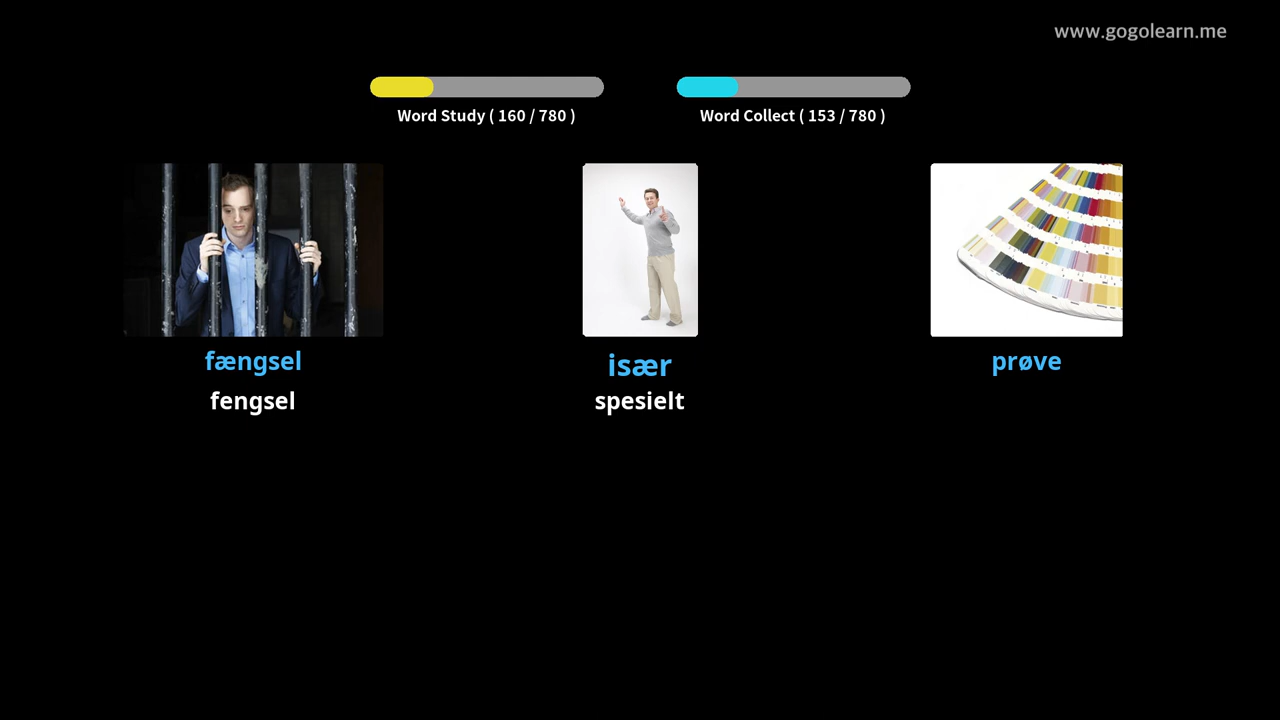 www.gogolearn.me
Word Study ( 160 / 780 )
Word Collect ( 153 / 780 )
fængsel
fengsel
især
spesielt
prøve